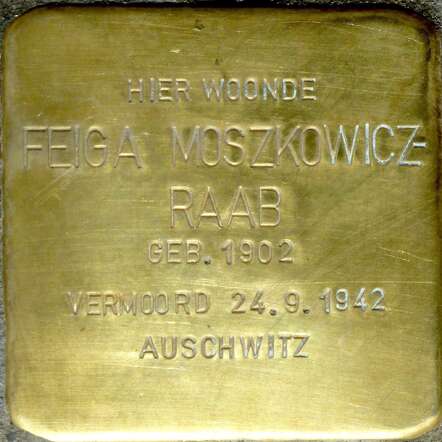 HIER WOONDE
FEIGA MOSZKOWICZ-
RAAB
GEB. 1902
VERMOORD 24.9.1942
AUSCHWITZ